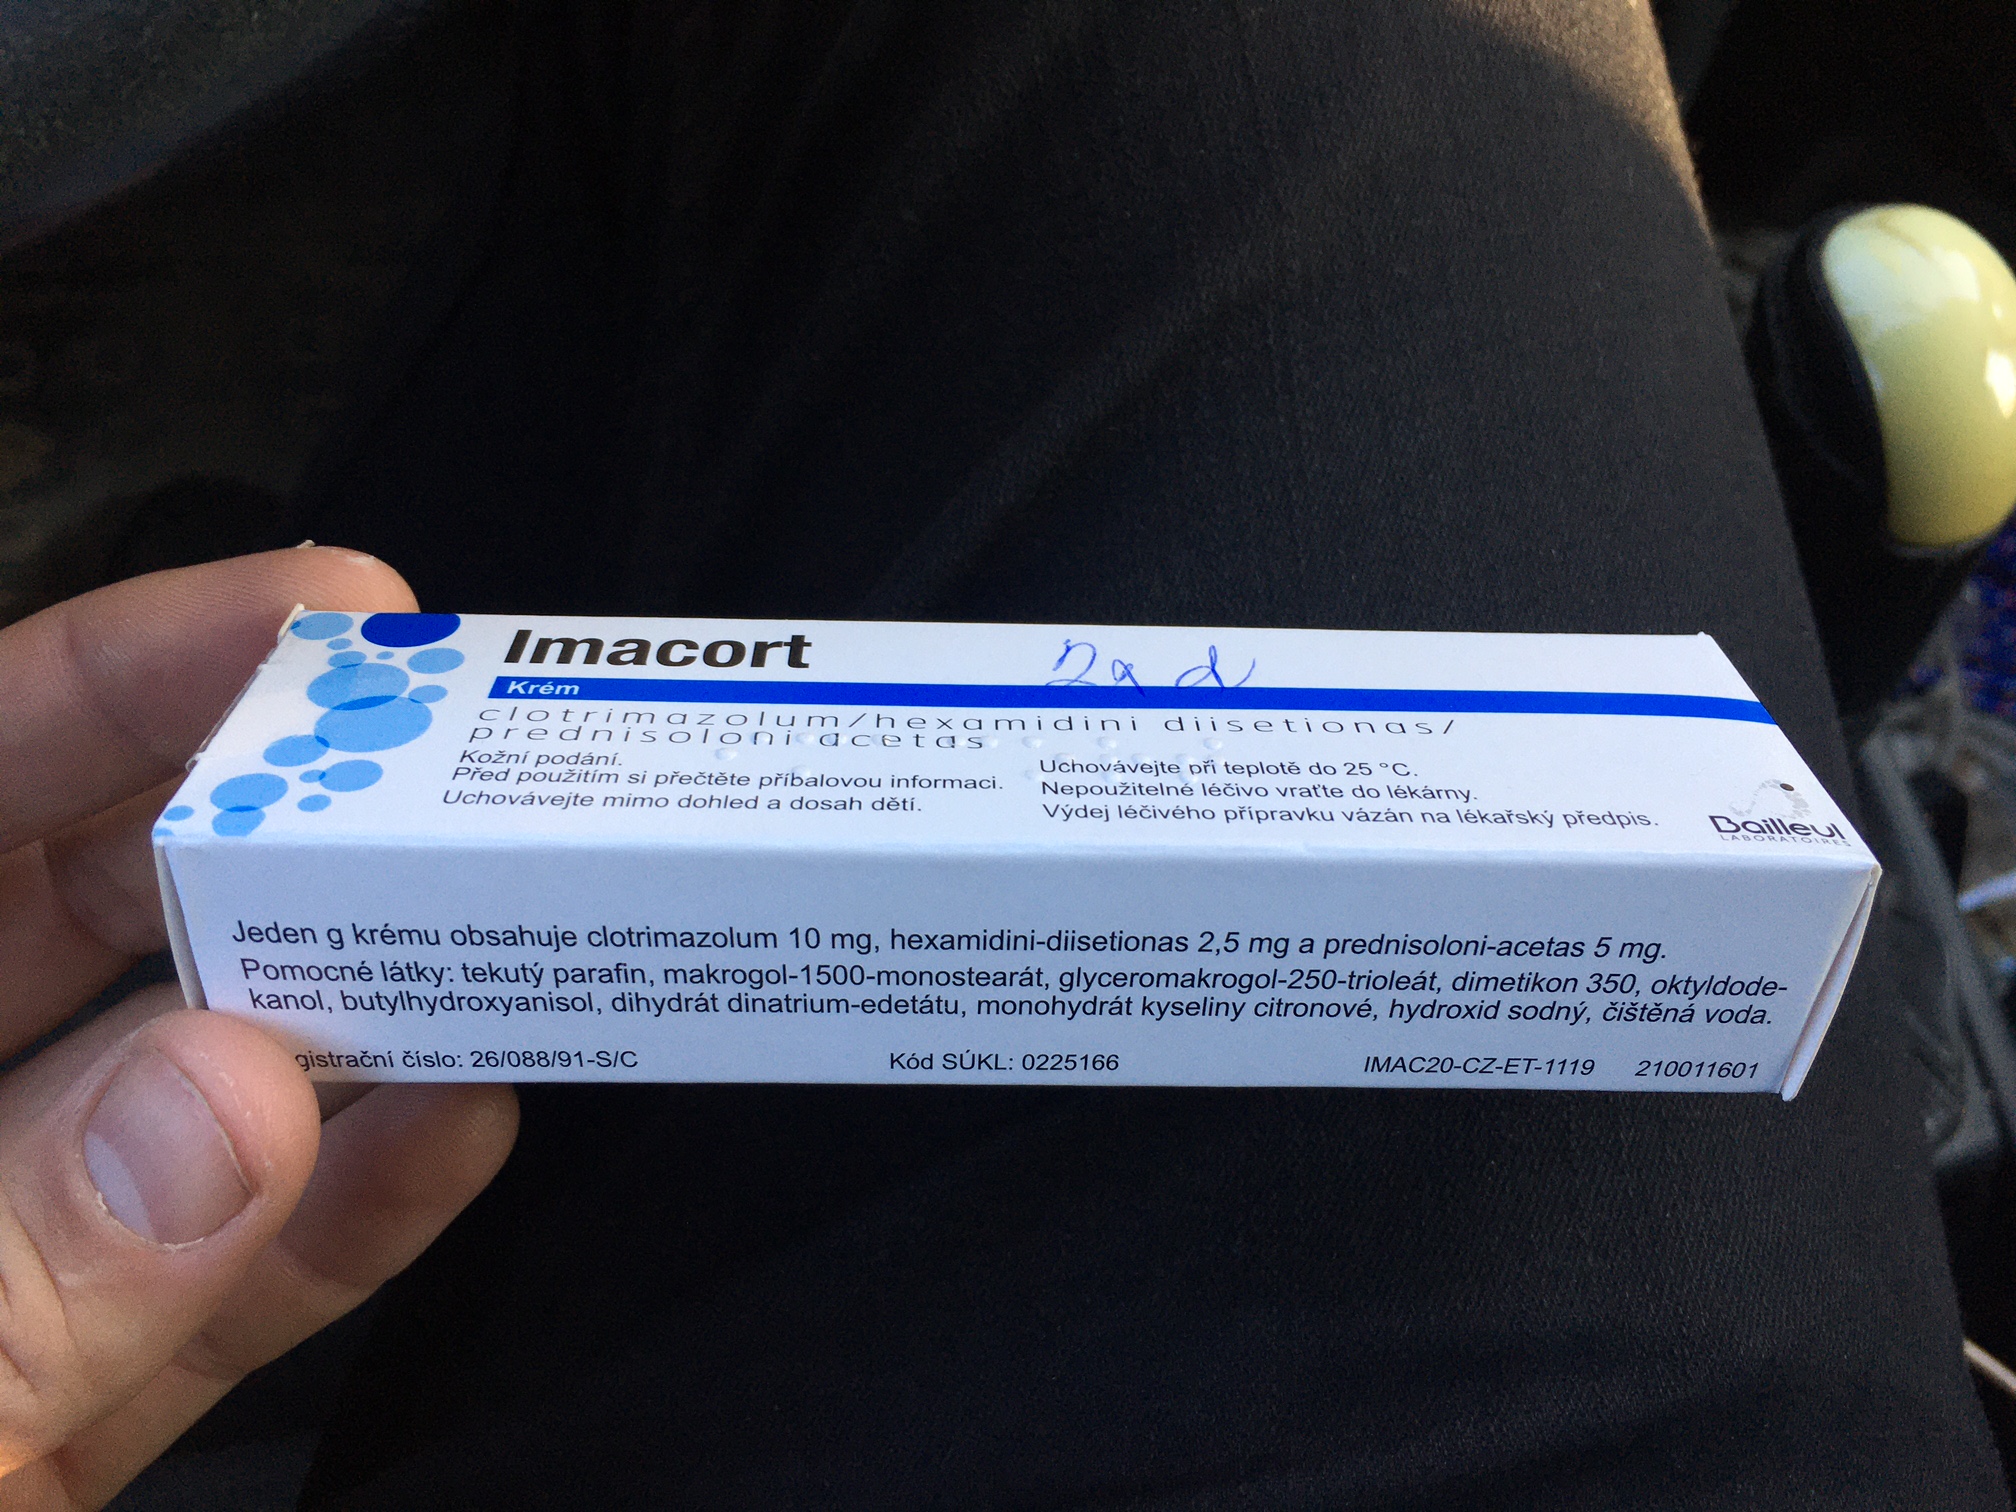 Imacort
2x d
Krém
clotrimazolum/hexamidini diisetionas/
prednisoloni acetas
Kožní podání.
Před použitím si přečtěte příbalovou informaci.
Uchovávejte mimo dohled a dosah dětí.
Uchovávejte při teplotě do 25 °C.
Nepoužitelné léčivo vraťte do lékárny.
Výdej léčivého přípravku vázán na lékařský předpis.
Bailleul
LABORATOIRES
Jeden g krému obsahuje clotrimazolum 10 mg, hexamidini-diisetionas 2,5 mg a prednisoloni-acetas 5 mg.
Pomocné látky: tekutý parafin, makrogol-1500-monostearát, glyceromakrogol-250-trioleát, dimetikon 350, oktyldode-
kanol, butylhydroxyanisol, dihydrát dinatrium-edetátu, monohydrát kyseliny citronové, hydroxid sodný, čištěná voda.
gistrační číslo: 26/088/91-S/C
Kód SÚKL: 0225166
IMAC20-CZ-ET-1119 210011601